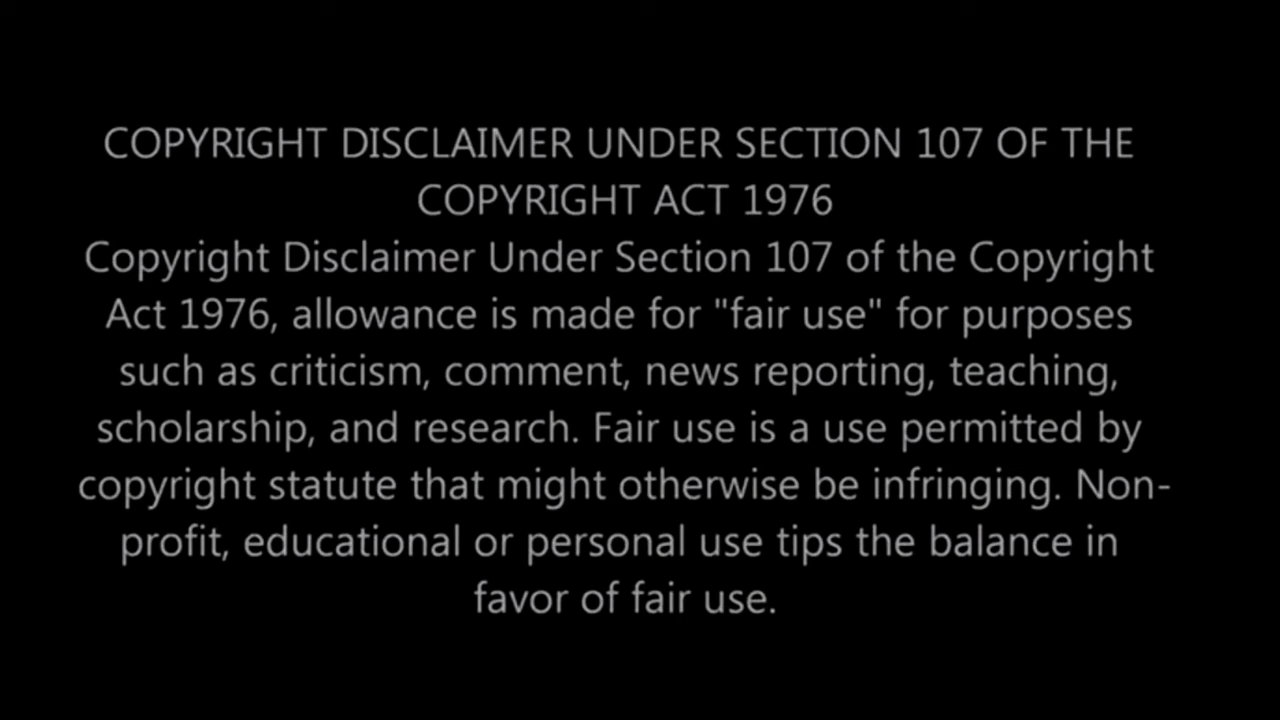 COPYRIGHT DISCLAIMER UNDER SECTION 107 OF THE
COPYRIGHT ACT 1976
Copyright Disclaimer Under Section 107 of the Copyright
Act 1976, allowance is made for "fair use" for purposes
such as criticism, comment, news reporting, teaching,
scholarship, and research. Fair use is a use permitted by
copyright statute that might otherwise be infringing. Non-
profit, educational or personal use tips the balance in
favor of fair use.